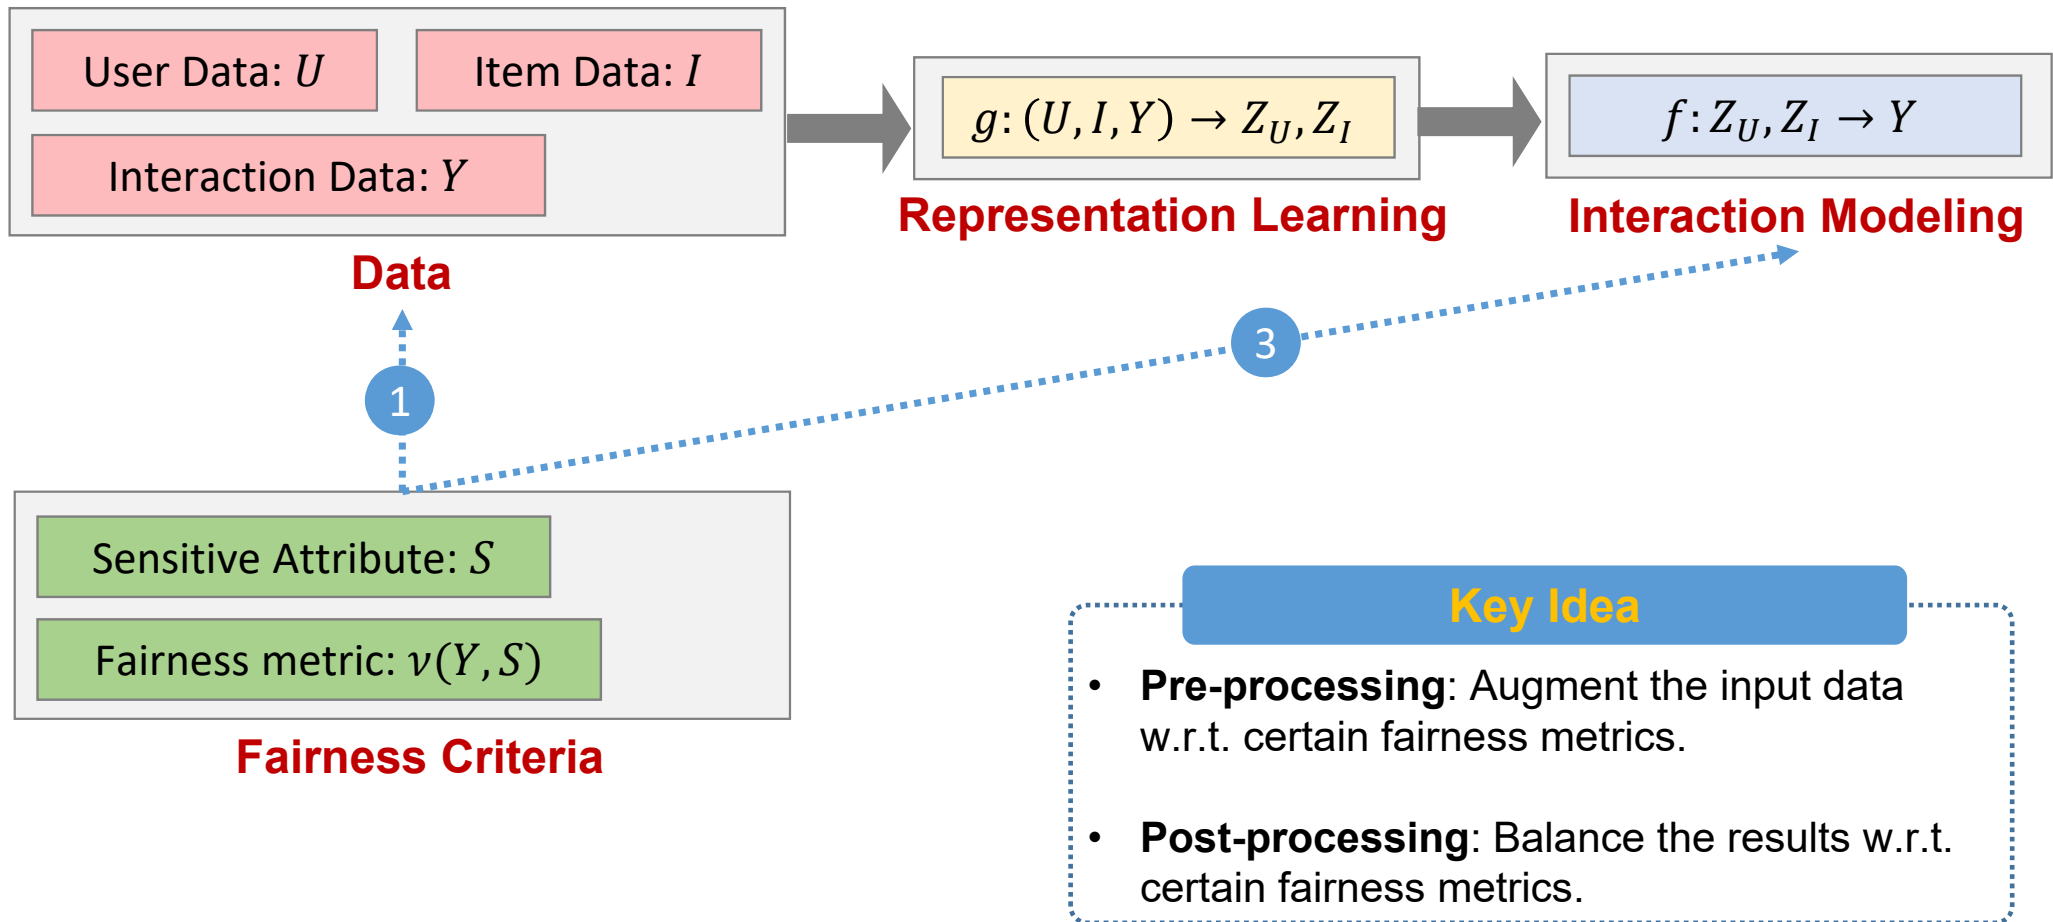 User Data: U
Item Data: I
Interaction Data: Y
Data
g: (U, I, Y) → Z_U, Z_I
Representation Learning
f: Z_U, Z_I → Y
Interaction Modeling
1
3
Sensitive Attribute: S
Fairness metric: ν(Y, S)
Fairness Criteria
Key Idea
• Pre-processing: Augment the input data
w.r.t. certain fairness metrics.
• Post-processing: Balance the results w.r.t.
certain fairness metrics.